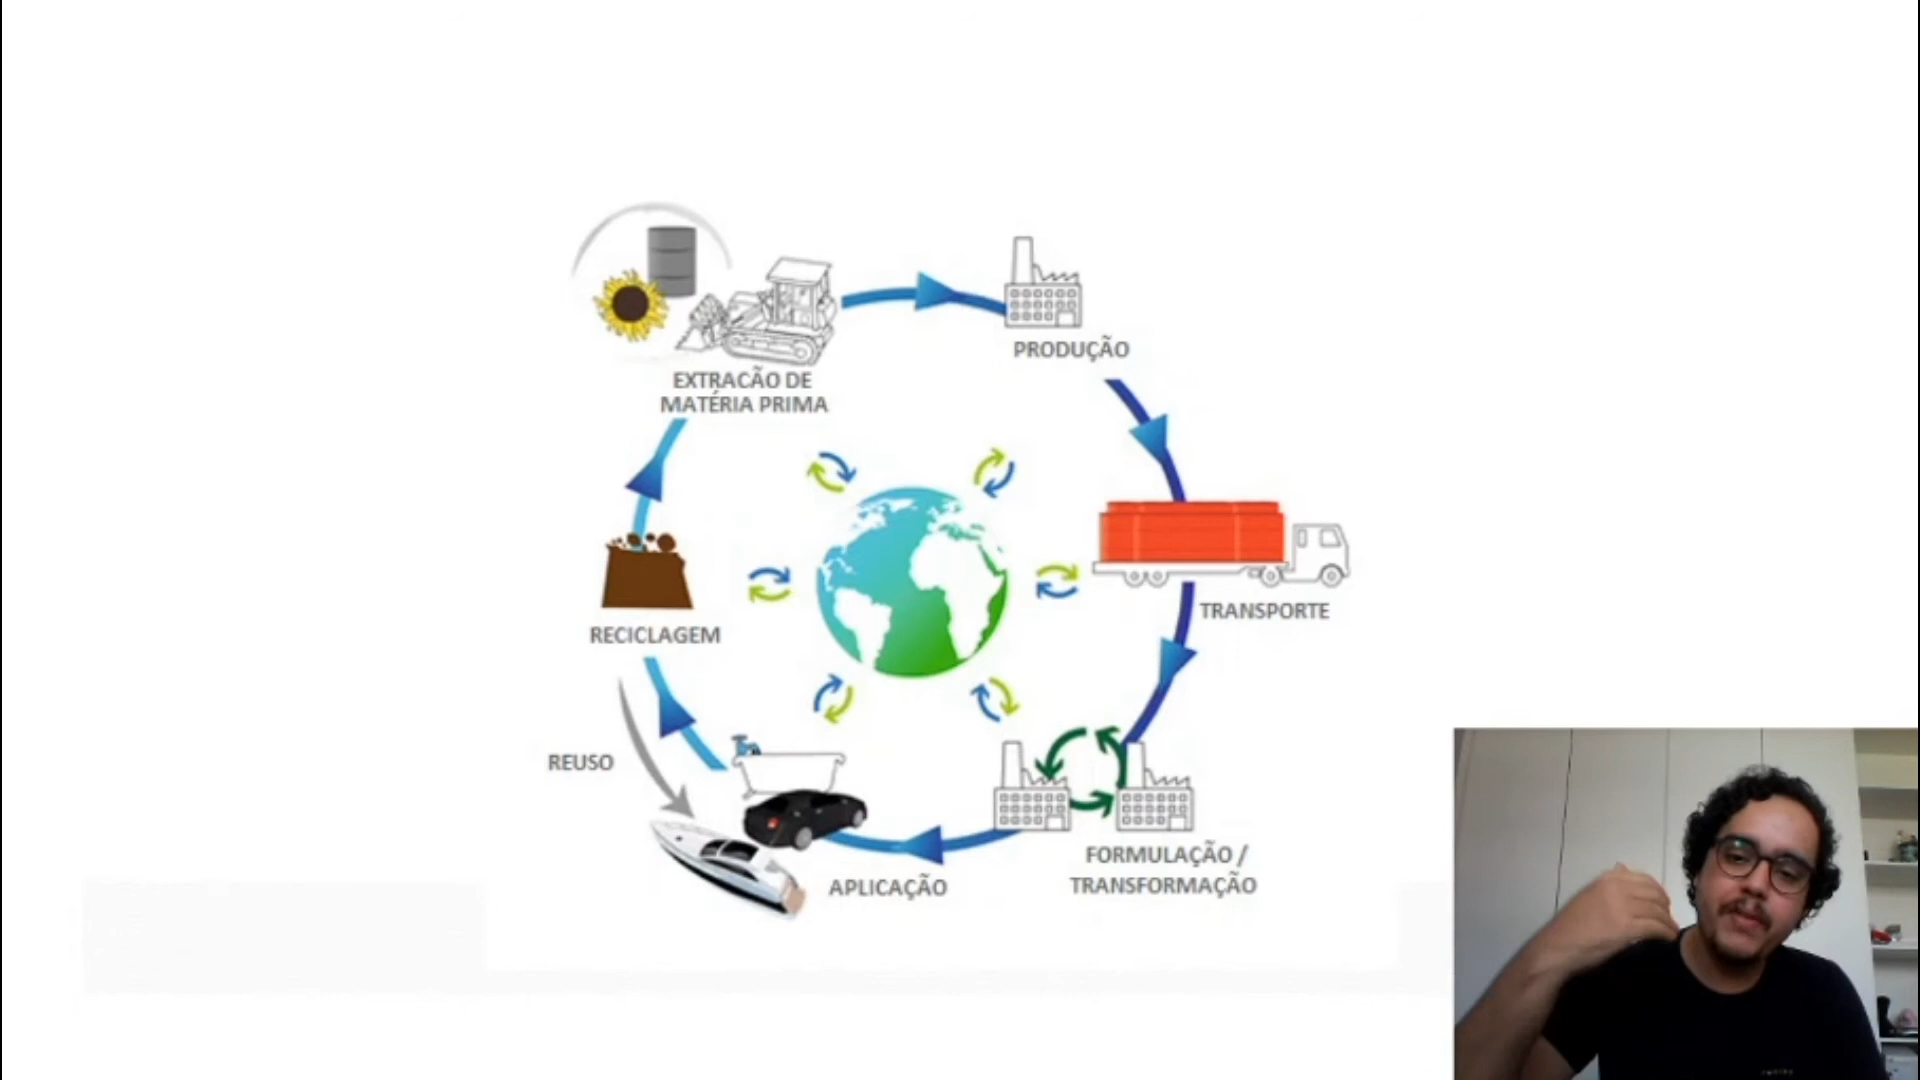 EXTRACÃO DE
MATÉRIA PRIMA
PRODUÇÃO
TRANSPORTE
FORMULAÇÃO /
TRANSFORMAÇÃO
APLICAÇÃO
REUSO
RECICLAGEM